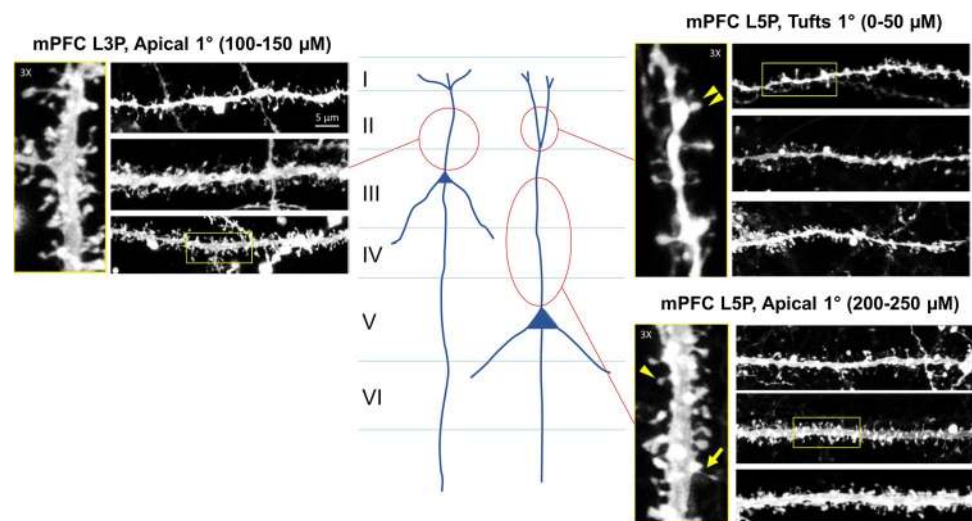 mPFC L3P, Apical 1° (100-150 µM)
3X
5 µm
I
II
III
IV
V
VI
mPFC L5P, Tufts 1° (0-50 µM)
3X
mPFC L5P, Apical 1° (200-250 µM)
3X